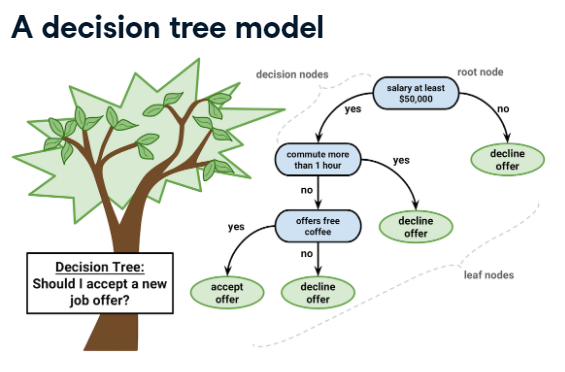 A decision tree model
decision nodes
root node
salary at least
$50,000
yes
no
commute more
than 1 hour
yes
decline
offer
no
offers free
coffee
decline
offer
yes
no
Decision Tree:
Should I accept a new
job offer?
accept
offer
decline
offer
leaf nodes